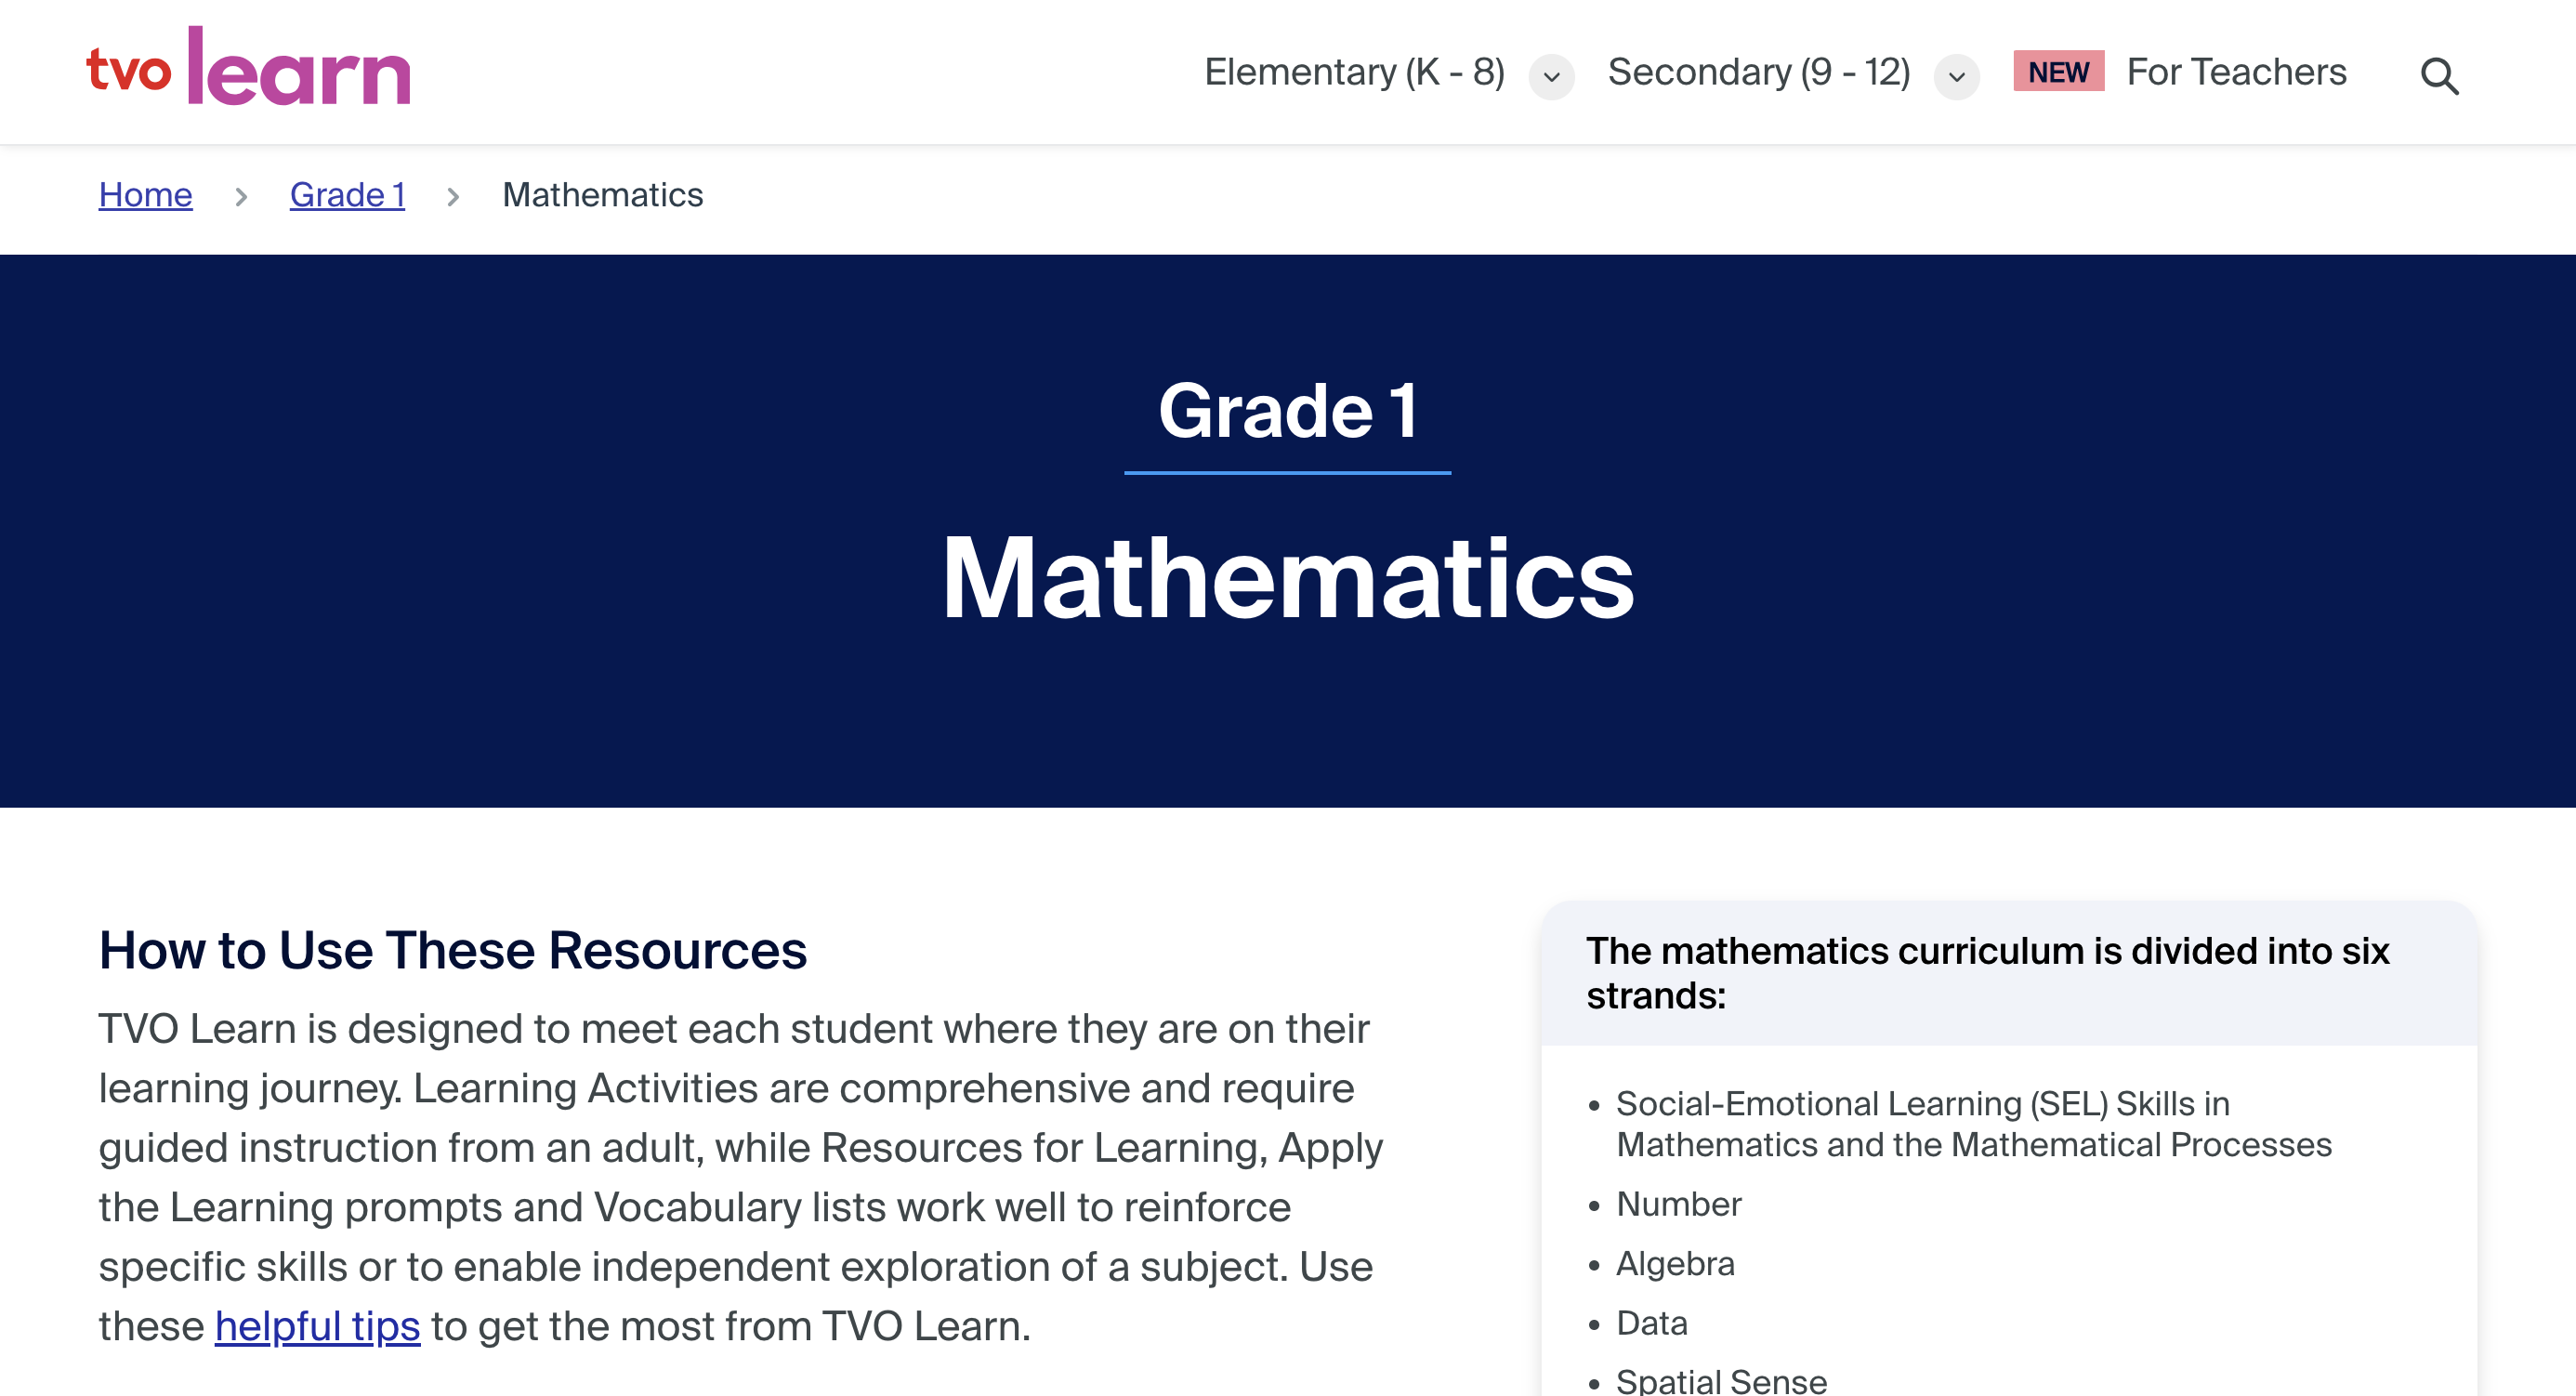 tvo learn
Elementary (K - 8) Secondary (9 - 12) NEW For Teachers
Home Grade 1 Mathematics
Grade 1
Mathematics
How to Use These Resources
TVO Learn is designed to meet each student where they are on their
learning journey. Learning Activities are comprehensive and require
guided instruction from an adult, while Resources for Learning, Apply
the Learning prompts and Vocabulary lists work well to reinforce
specific skills or to enable independent exploration of a subject. Use
these helpful tips to get the most from TVO Learn.
The mathematics curriculum is divided into six
strands:
• Social-Emotional Learning (SEL) Skills in
Mathematics and the Mathematical Processes
• Number
• Algebra
• Data
• Spatial Sense